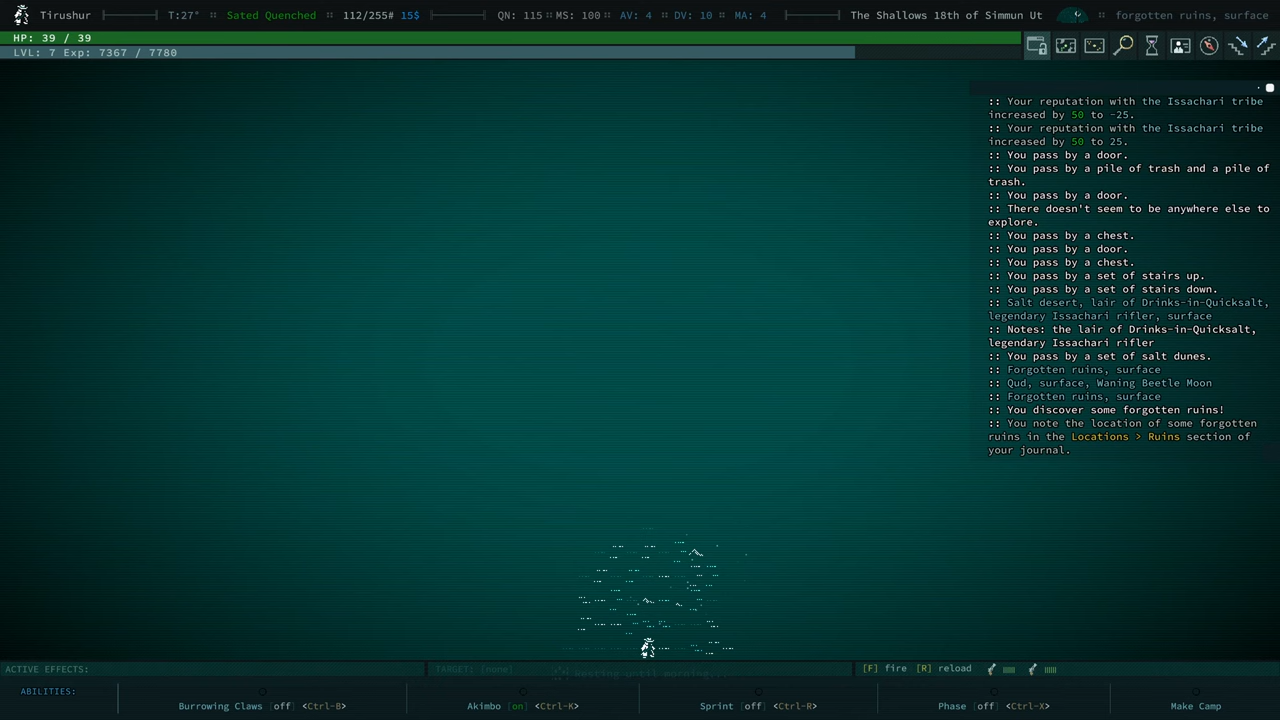 Tirushur T:27° Sated Quenched :: 112/255# 15$ QN: 115 :: MS: 100 :: AV: 4 :: DV: 10 :: MA: 4 The Shallows 18th of Simmun Ut :: forgotten ruins, surface
HP: 39 / 39
LVL: 7 Exp: 7367 / 7780
:: Your reputation with the Issachari tribe
increased by 50 to -25.
:: Your reputation with the Issachari tribe
increased by 50 to 25.
:: You pass by a door.
:: You pass by a pile of trash and a pile of
trash.
:: You pass by a door.
:: There doesn't seem to be anywhere else to
explore.
:: You pass by a chest.
:: You pass by a door.
:: You pass by a chest.
:: You pass by a set of stairs up.
:: You pass by a set of stairs down.
:: Salt desert, lair of Drinks-in-Quicksalt,
legendary Issachari rifler, surface
:: Notes: the lair of Drinks-in-Quicksalt,
legendary Issachari rifler
:: You pass by a set of salt dunes.
:: Forgotten ruins, surface
:: Qud, surface, Waning Beetle Moon
:: Forgotten ruins, surface
:: You discover some forgotten ruins!
:: You note the location of some forgotten
ruins in the Locations > Ruins section of
your journal.
ACTIVE EFFECTS: TARGET: [none] [F] fire [R] reload
Resting until morning...
ABILITIES: Burrowing Claws [off] <Ctrl-B> Akimbo [on] <Ctrl-K> Sprint [off] <Ctrl-R> Phase [off] <Ctrl-X> Make Camp